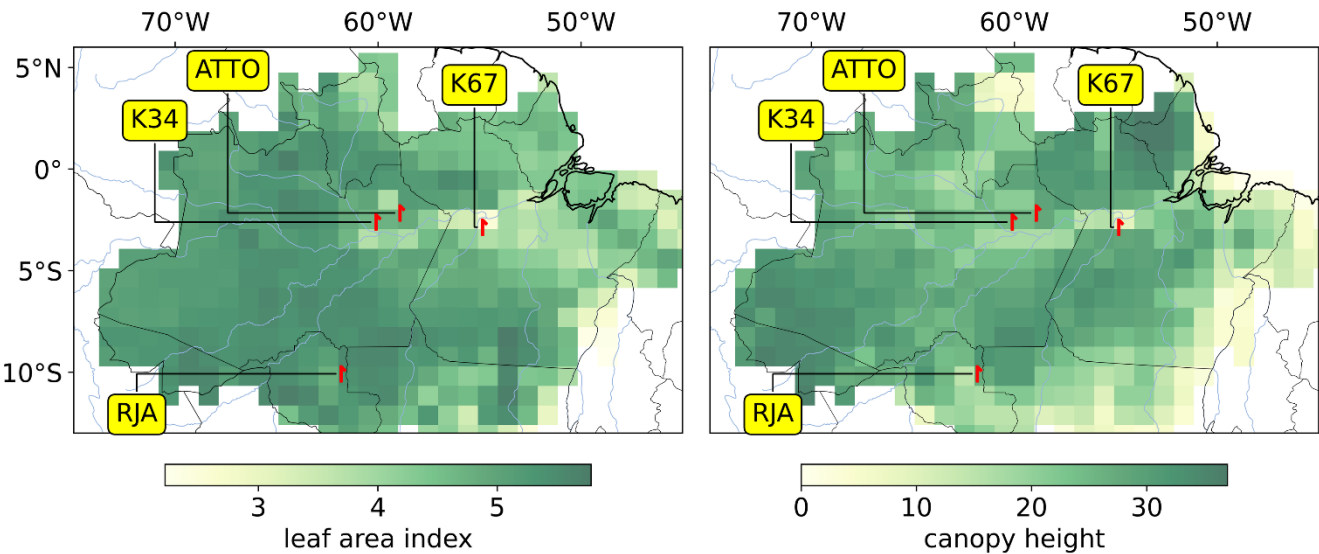 70°W 60°W 50°W 70°W 60°W 50°W
5°N
ATTO K67 ATTO K67
K34 K34
0°
5°S
10°S
RJA RJA
3 4 5 0 10 20 30
leaf area index canopy height